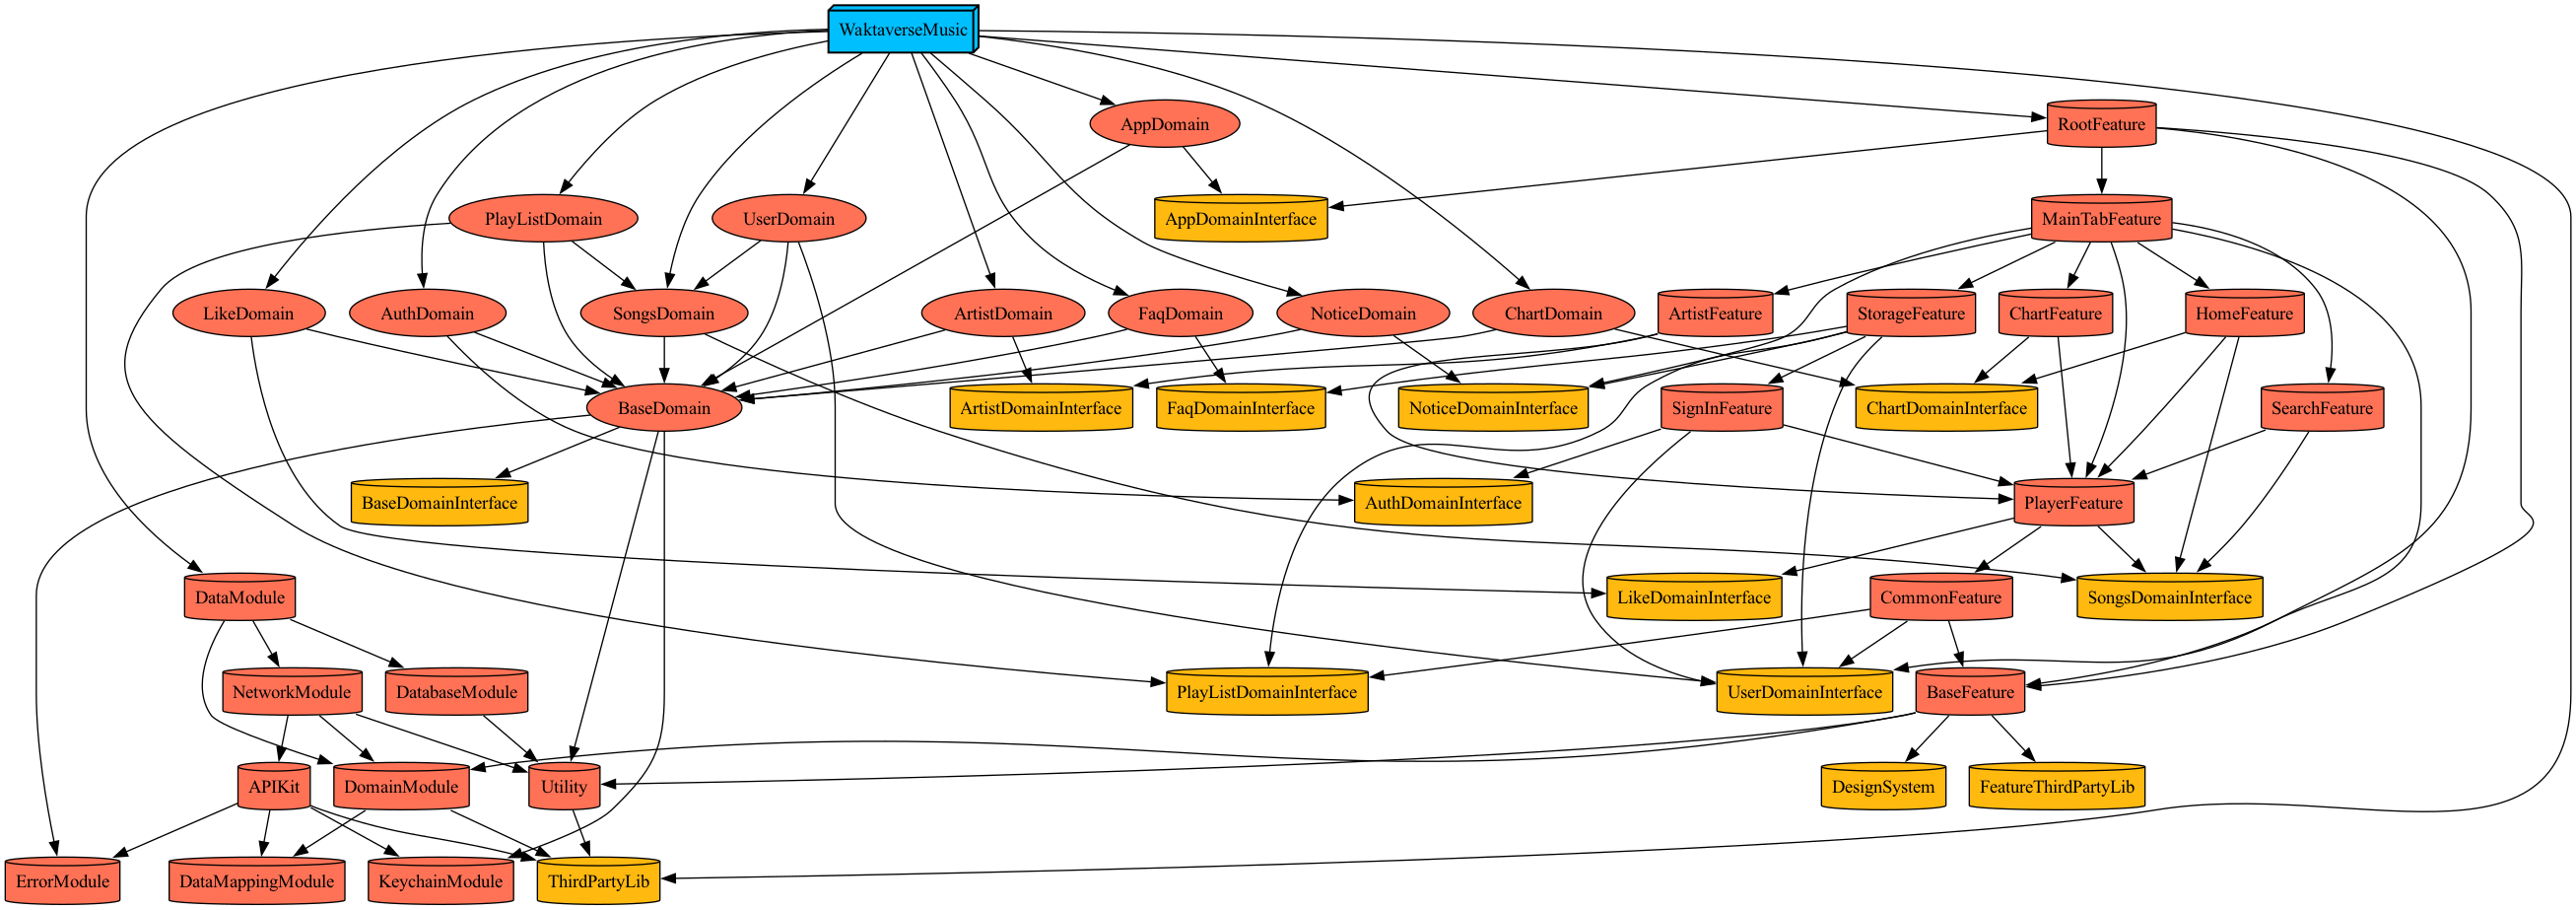 WaktaverseMusic
AppDomain
RootFeature
PlayListDomain
UserDomain
AppDomainInterface
MainTabFeature
LikeDomain
AuthDomain
SongsDomain
ArtistDomain
FaqDomain
NoticeDomain
ChartDomain
ArtistFeature
StorageFeature
ChartFeature
HomeFeature
BaseDomain
ArtistDomainInterface
FaqDomainInterface
NoticeDomainInterface
SignInFeature
ChartDomainInterface
SearchFeature
BaseDomainInterface
AuthDomainInterface
PlayerFeature
DataModule
LikeDomainInterface
CommonFeature
SongsDomainInterface
NetworkModule
DatabaseModule
PlayListDomainInterface
UserDomainInterface
BaseFeature
APIKit
DomainModule
Utility
DesignSystem
FeatureThirdPartyLib
ErrorModule
DataMappingModule
KeychainModule
ThirdPartyLib